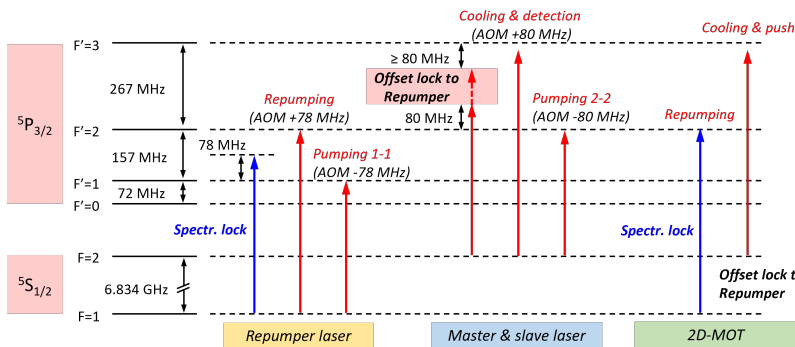 Cooling & detection
(AOM +80 MHz)
Cooling & push
F'=3
≥ 80 MHz
Offset lock to
Repumper
267 MHz
Repumping
(AOM +78 MHz)
80 MHz
Pumping 2-2
(AOM -80 MHz)
Repumping
⁵P₃/₂
F'=2
78 MHz
157 MHz
Pumping 1-1
(AOM -78 MHz)
F'=1
72 MHz
F'=0
Spectr. lock
Spectr. lock
F=2
⁵S₁/₂
6.834 GHz
Offset lock t
Repumper
F=1
Repumper laser
Master & slave laser
2D-MOT